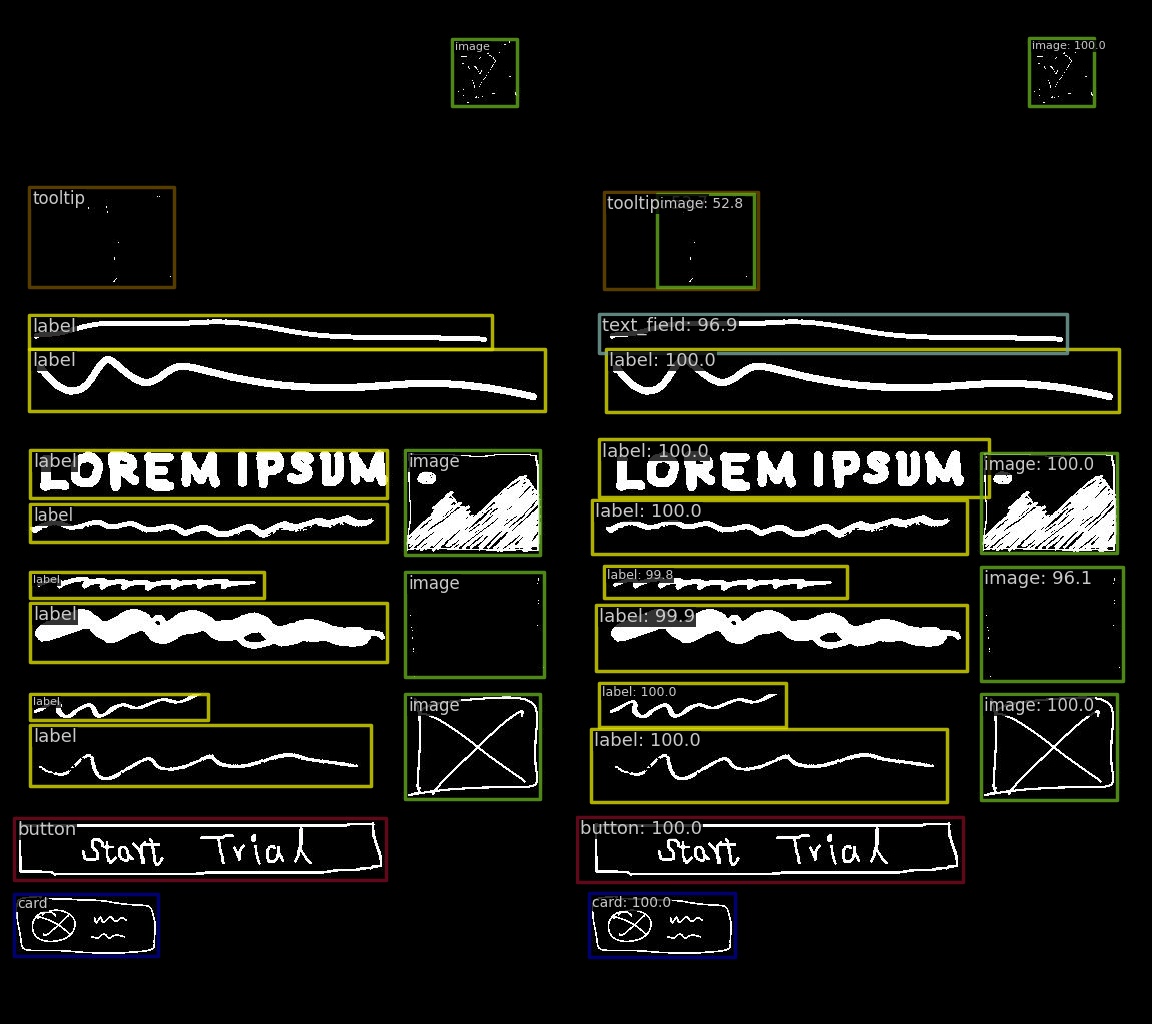 image
image: 100.0
tooltip
tooltip
image: 52.8
label
text_field: 96.9
label
label: 100.0
label
LOREM IPSUM
image
label: 100.0
LOREM IPSUM
image: 100.0
label
label: 100.0
label
image
label: 99.8
image: 96.1
label
label: 99.9
label
image
label: 100.0
image: 100.0
label
label: 100.0
button
Start Trial
button: 100.0
Start Trial
card
card: 100.0